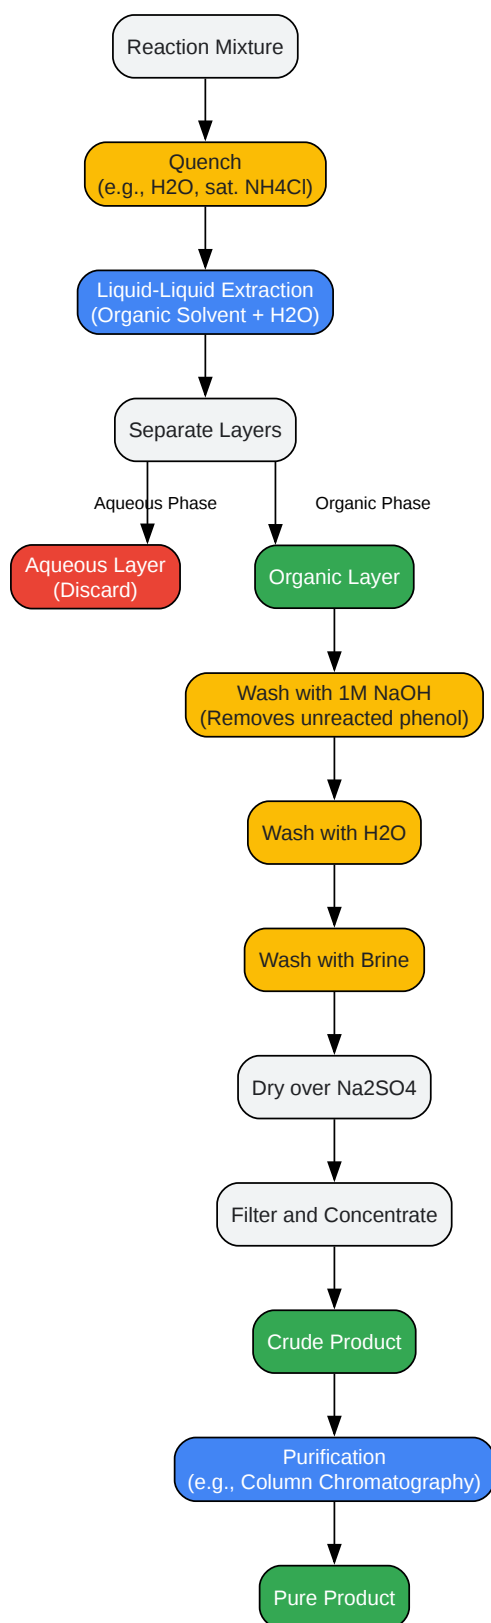 Reaction Mixture
Quench
(e.g., H2O, sat. NH4Cl)
Liquid-Liquid Extraction
(Organic Solvent + H2O)
Separate Layers
Aqueous Phase
Organic Phase
Aqueous Layer
(Discard)
Organic Layer
Wash with 1M NaOH
(Removes unreacted phenol)
Wash with H2O
Wash with Brine
Dry over Na2SO4
Filter and Concentrate
Crude Product
Purification
(e.g., Column Chromatography)
Pure Product